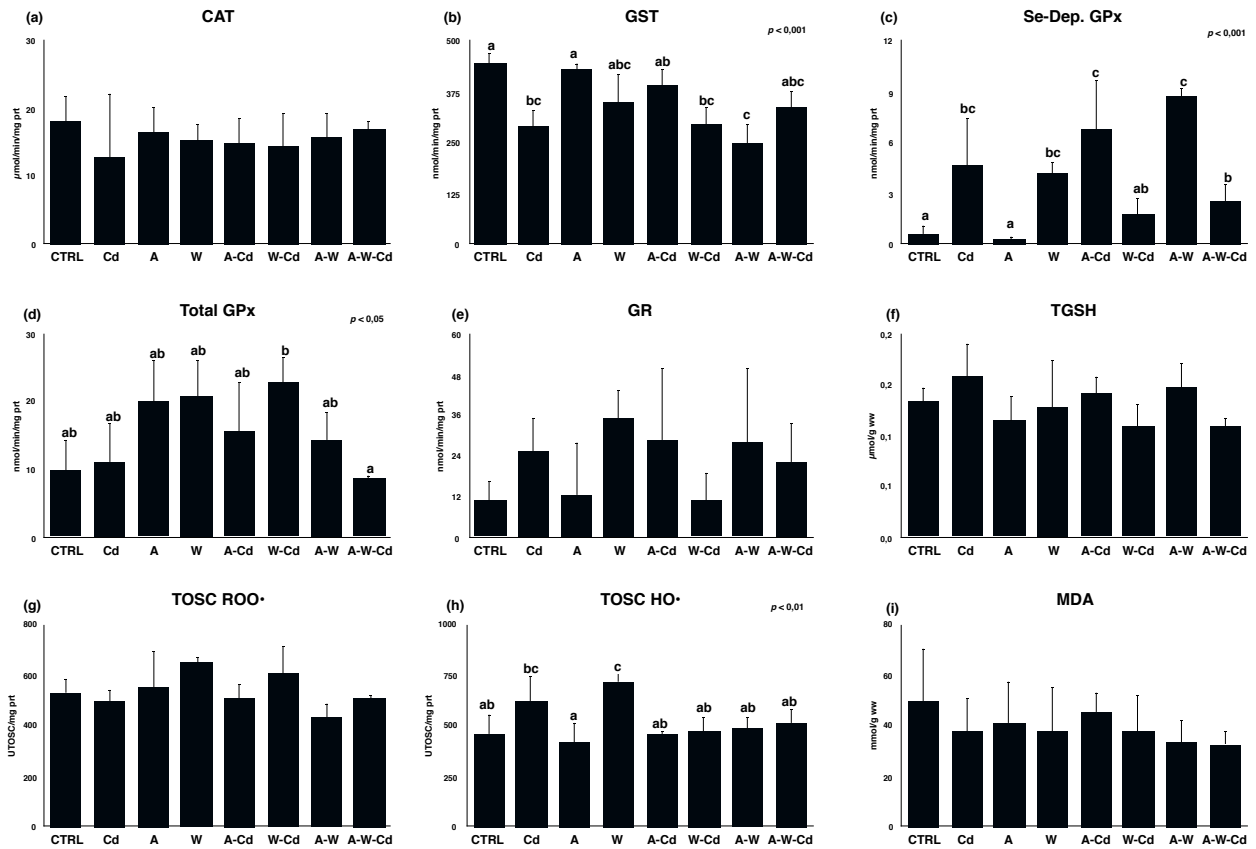 (a) CAT
µmol/min/mg prt
30
20
10
0
CTRL Cd A W A-Cd W-Cd A-W A-W-Cd
(b) GST
p < 0,001
nmol/min/mg prt
500
375
250
125
0
a bc a abc ab bc c abc
CTRL Cd A W A-Cd W-Cd A-W A-W-Cd
(c) Se-Dep. GPx
p < 0,001
nmol/min/mg prt
12
9
6
3
0
a bc a bc c ab c b
CTRL Cd A W A-Cd W-Cd A-W A-W-Cd
(d) Total GPx
p < 0,05
nmol/min/mg prt
30
20
10
0
ab ab ab ab ab b ab a
CTRL Cd A W A-Cd W-Cd A-W A-W-Cd
(e) GR
nmol/min/mg prt
60
48
36
24
12
0
CTRL Cd A W A-Cd W-Cd A-W A-W-Cd
(f) TGSH
µmol/g ww
0,2
0,2
0,1
0,1
0,0
CTRL Cd A W A-Cd W-Cd A-W A-W-Cd
(g) TOSC ROO•
UTOSC/mg prt
800
600
400
200
0
CTRL Cd A W A-Cd W-Cd A-W A-W-Cd
(h) TOSC HO•
p < 0,01
UTOSC/mg prt
1000
750
500
250
0
ab bc a c ab ab ab ab
CTRL Cd A W A-Cd W-Cd A-W A-W-Cd
(i) MDA
mmol/g ww
80
60
40
20
0
CTRL Cd A W A-Cd W-Cd A-W A-W-Cd